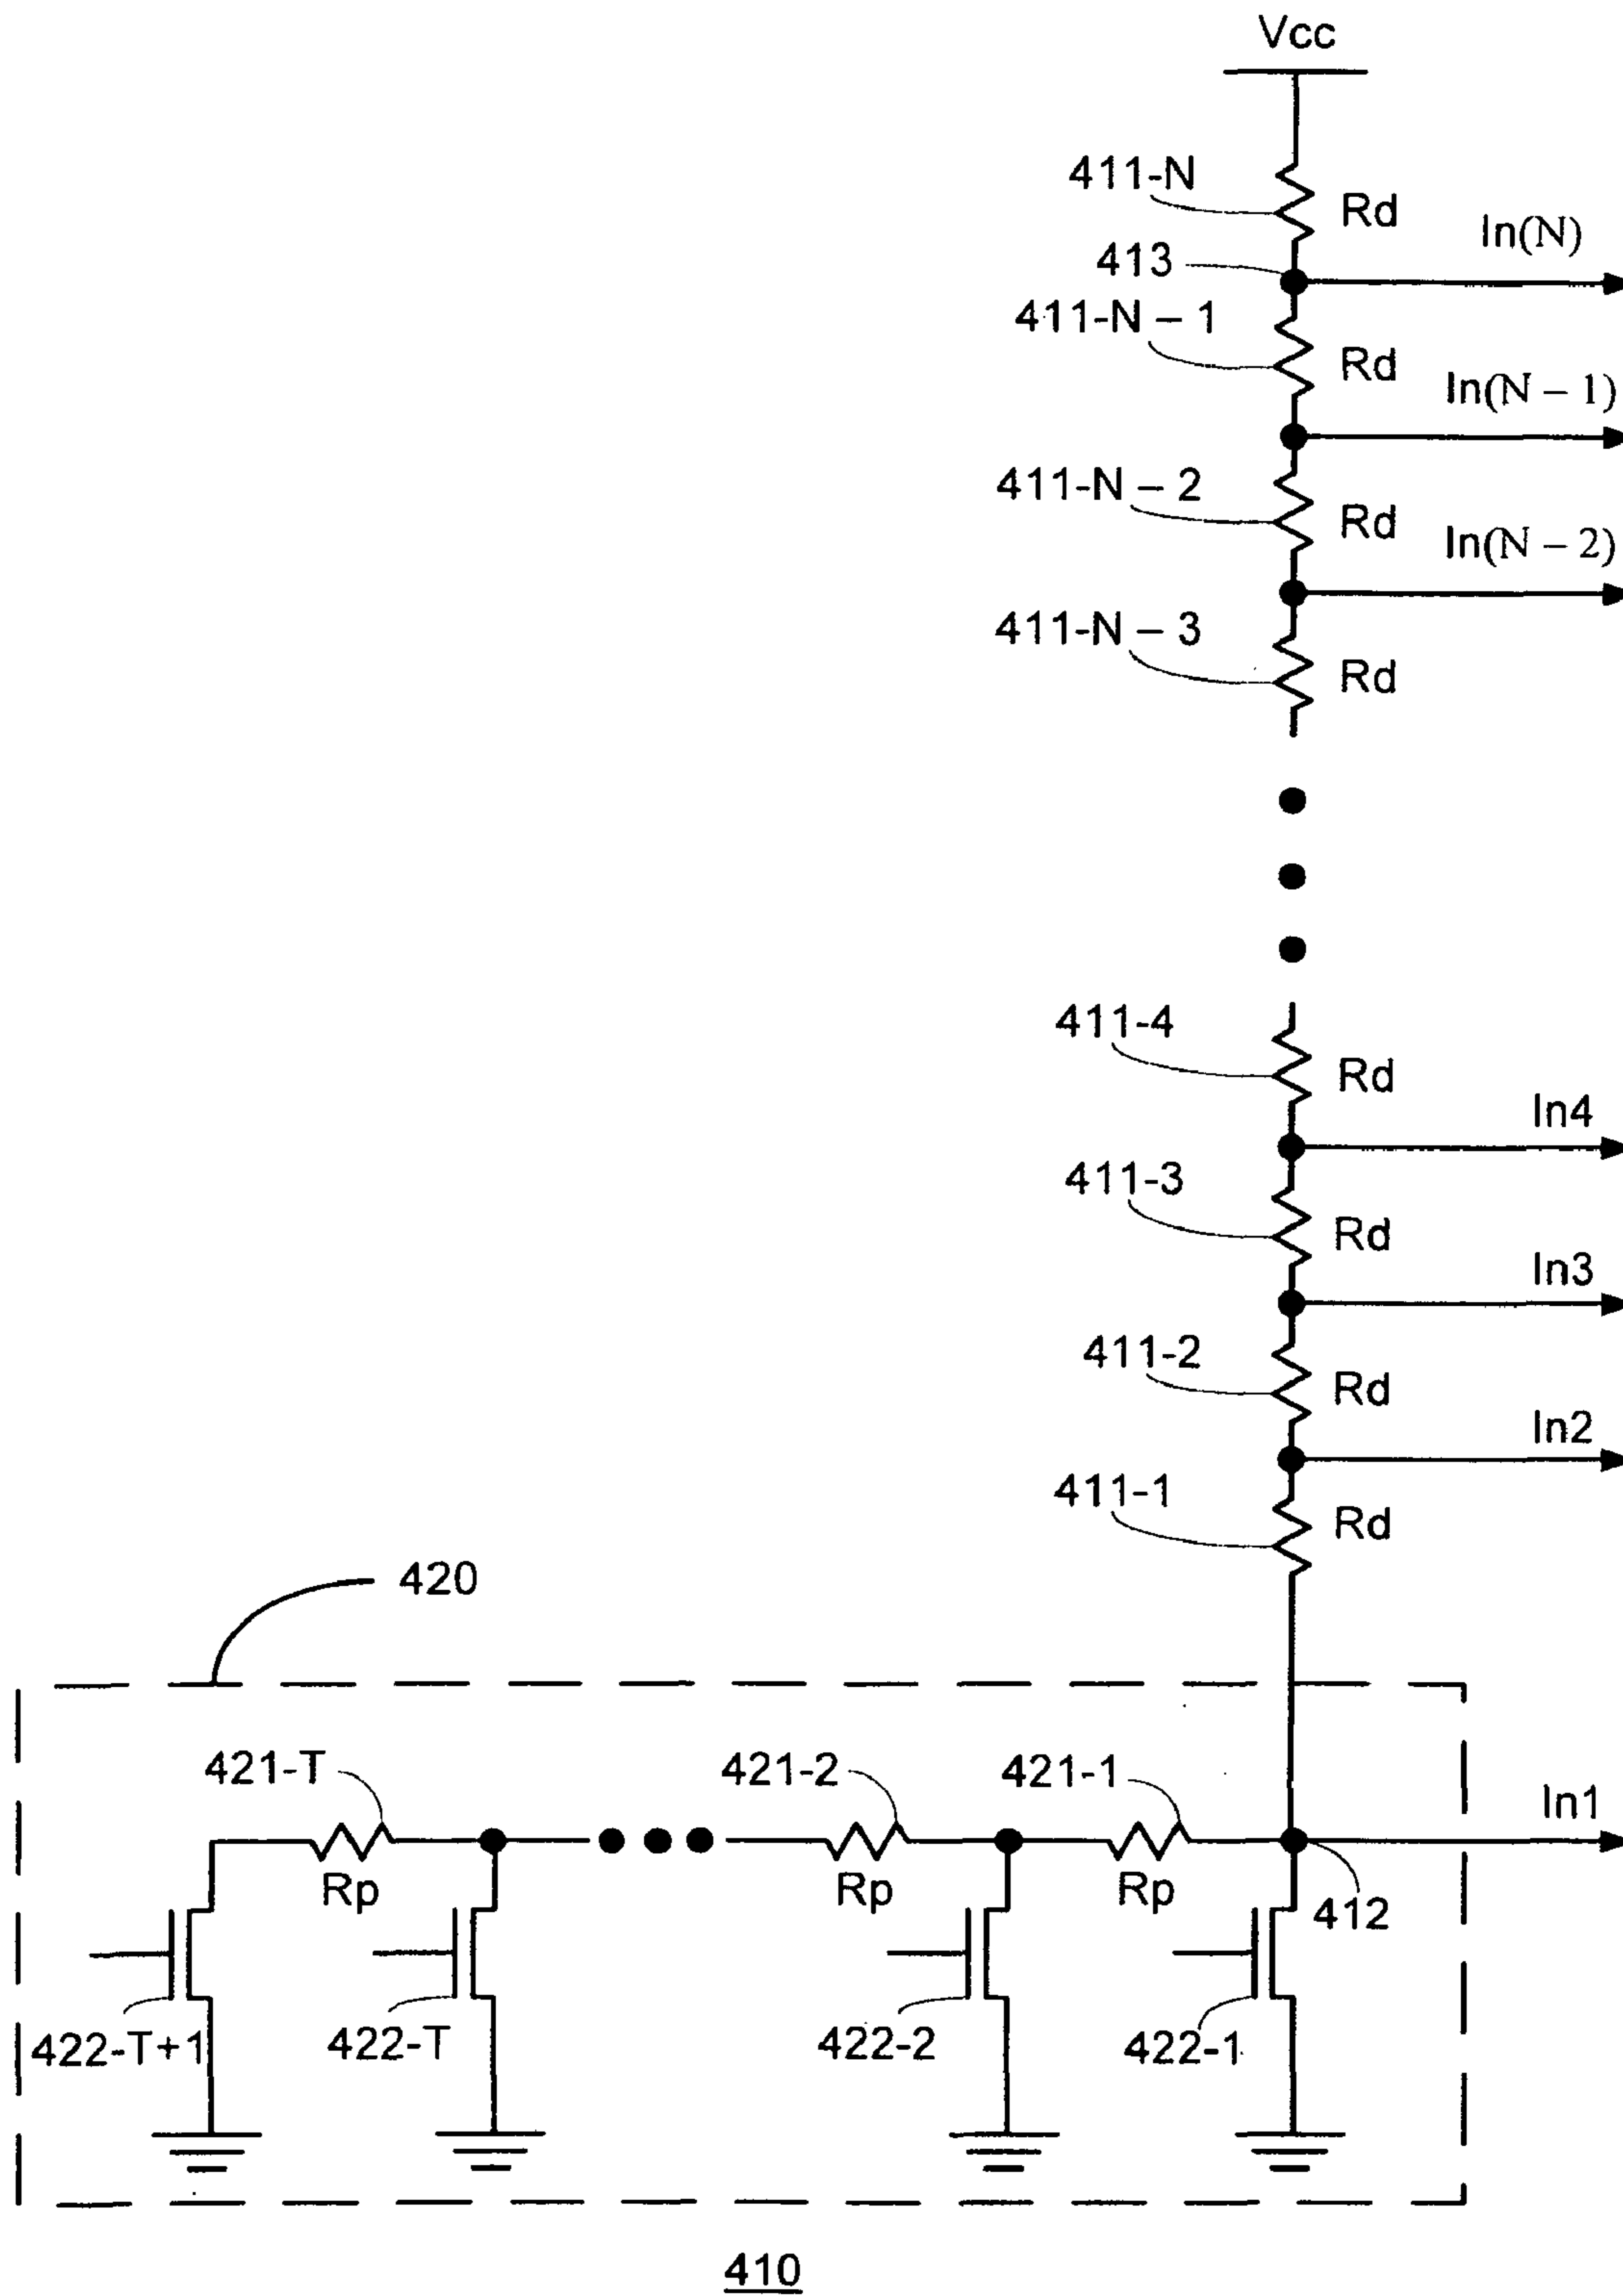 Vcc
411-N
Rd
In(N)
413
411-N – 1
Rd
In(N – 1)
411-N – 2
Rd
In(N – 2)
411-N – 3
Rd
411-4
Rd
In4
411-3
Rd
In3
411-2
Rd
In2
411-1
Rd
420
421-T
421-2
421-1
In1
Rp
Rp
Rp
412
422-T+1
422-T
422-2
422-1
410